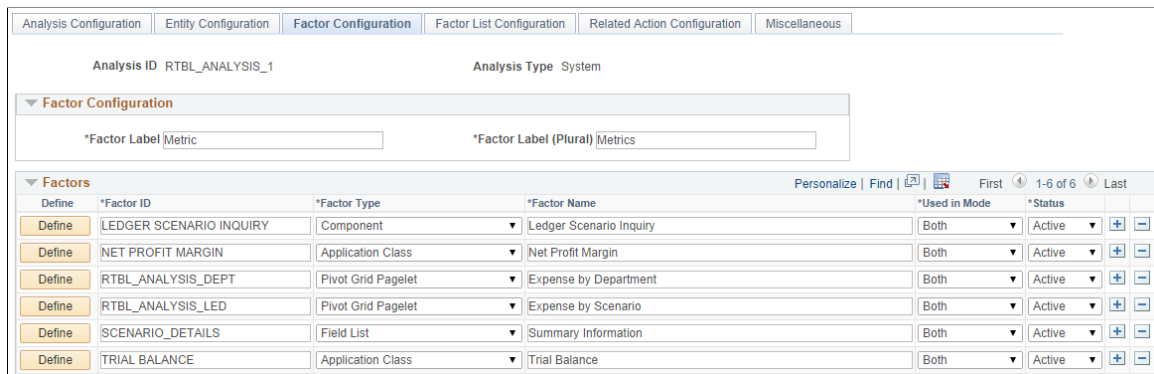 Analysis Configuration Entity Configuration Factor Configuration Factor List Configuration Related Action Configuration Miscellaneous
Analysis ID RTBL_ANALYSIS_1 Analysis Type System
Factor Configuration
*Factor Label Metric *Factor Label (Plural) Metrics
Factors Personalize | Find | | First 1-6 of 6 Last
Define *Factor ID *Factor Type *Factor Name *Used in Mode *Status
Define LEDGER SCENARIO INQUIRY Component Ledger Scenario Inquiry Both Active
Define NET PROFIT MARGIN Application Class Net Profit Margin Both Active
Define RTBL_ANALYSIS_DEPT Pivot Grid Pagelet Expense by Department Both Active
Define RTBL_ANALYSIS_LED Pivot Grid Pagelet Expense by Scenario Both Active
Define SCENARIO_DETAILS Field List Summary Information Both Active
Define TRIAL BALANCE Application Class Trial Balance Both Active